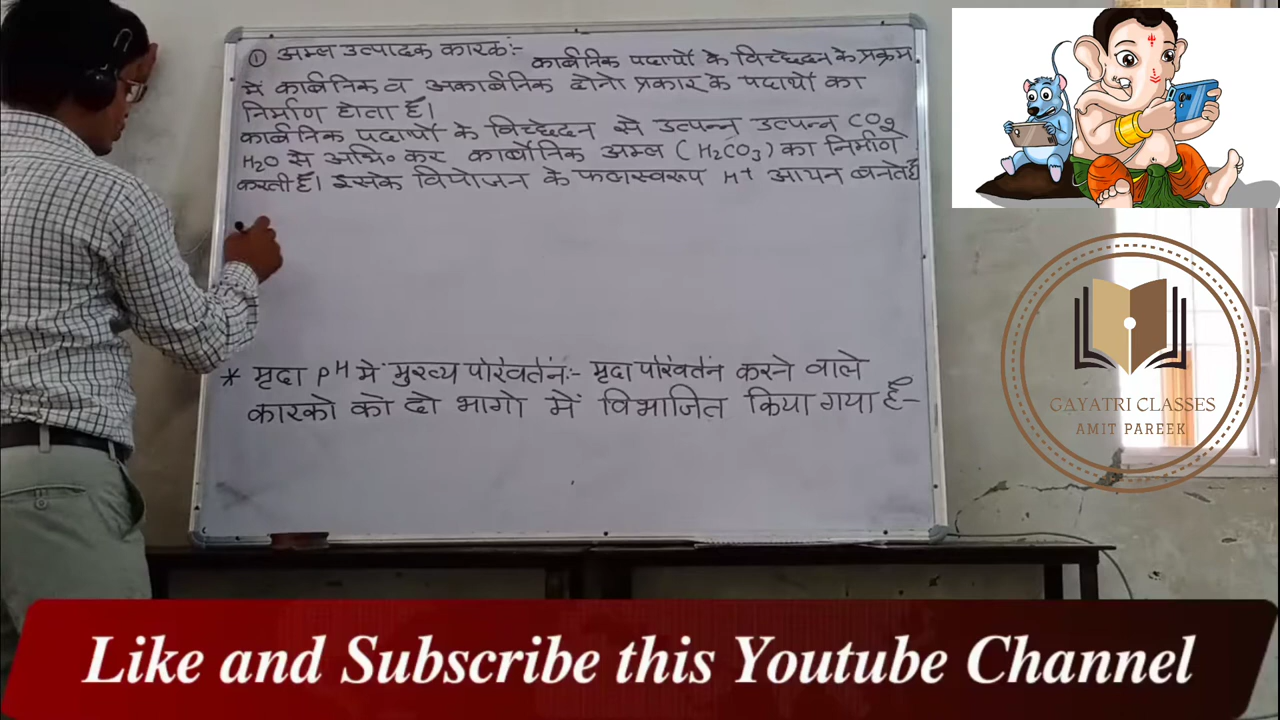 ① अम्ल उत्पादक कारक:- कार्बनिक पदार्थों के विच्छेदन के प्रक्रम
में कार्बनिक व अकार्बनिक दोनो प्रकार के पदार्थो का
निर्माण होता है।
कार्बनिक पदार्थो के विच्छेदन से उत्पन्न उत्पन्न CO2
H2O से अभि० कर कार्बोनिक अम्ल (H2CO3) का निर्माण
करती है। इसके वियोजन के फलस्वरूप H+ आयन बनते है
* मृदा pH में मुख्य परिवर्तन:- मृदा परिवर्तन करने वाले
कारको को दो भागो में विभाजित किया गया है-
GAYATRI CLASSES
AMIT PAREEK
Like and Subscribe this Youtube Channel